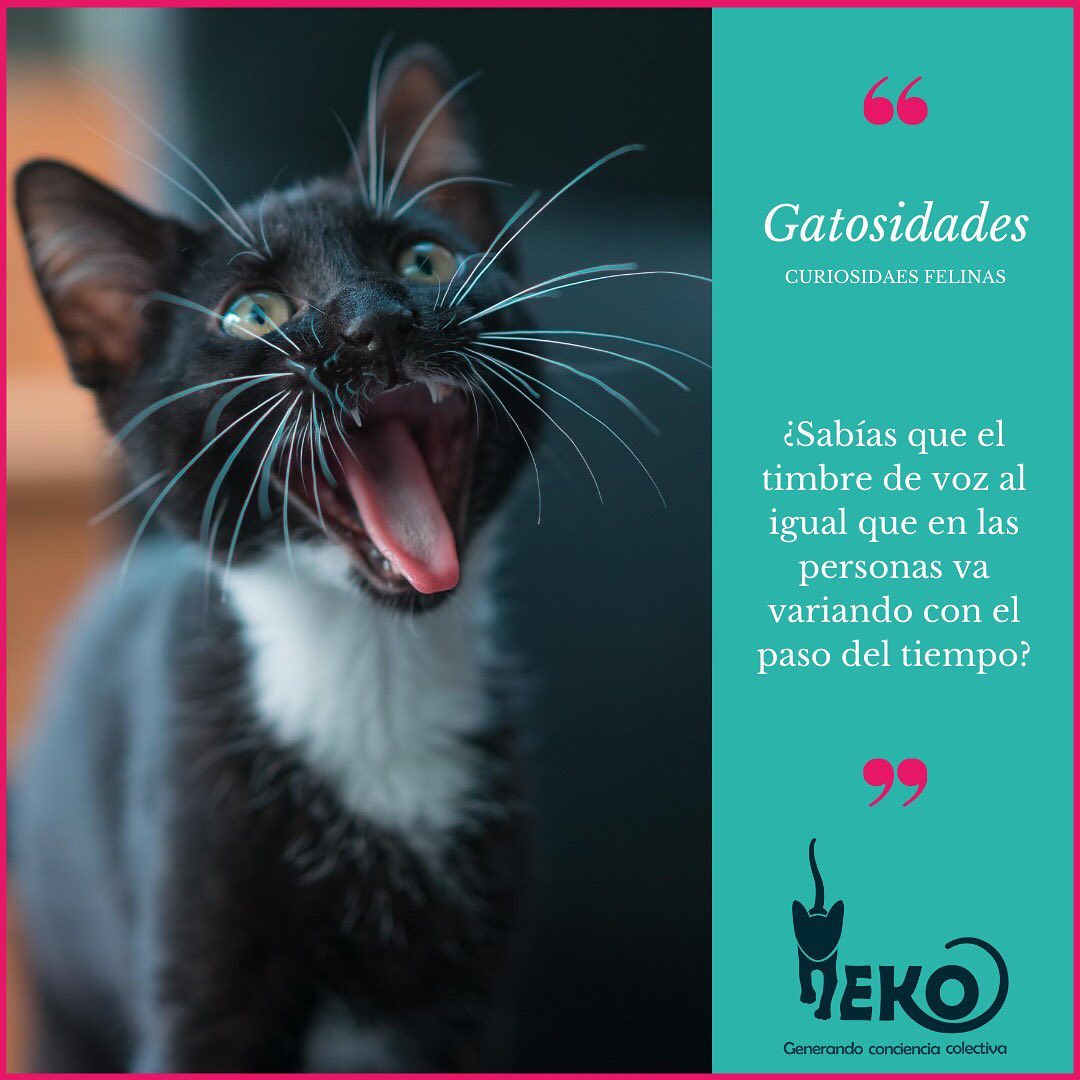 “
Gatosidades
CURIOSIDAES FELINAS
¿Sabías que el
timbre de voz al
igual que en las
personas va
variando con el
paso del tiempo?
”
NEKO
Generando conciencia colectiva